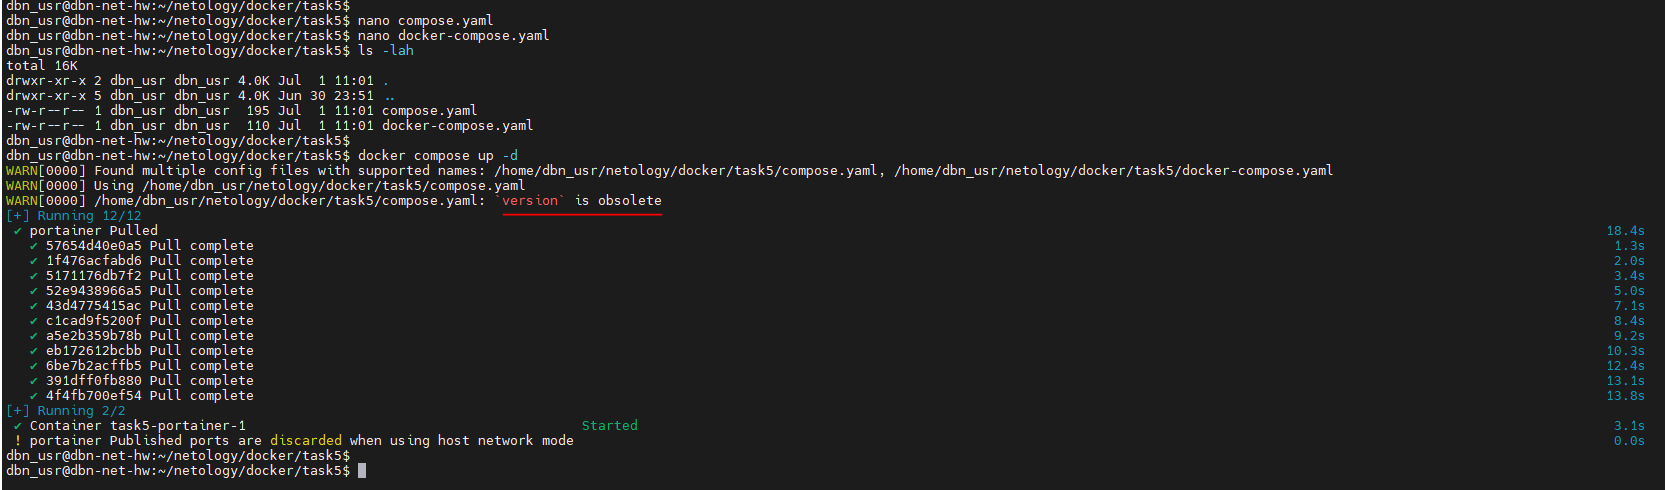 dbn_usr@dbn-net-hw:~/netology/docker/task5$
dbn_usr@dbn-net-hw:~/netology/docker/task5$ nano compose.yaml
dbn_usr@dbn-net-hw:~/netology/docker/task5$ nano docker-compose.yaml
dbn_usr@dbn-net-hw:~/netology/docker/task5$ ls -lah
total 16K
drwxr-xr-x 2 dbn_usr dbn_usr 4.0K Jul  1 11:01 .
drwxr-xr-x 5 dbn_usr dbn_usr 4.0K Jun 30 23:51 ..
-rw-r--r-- 1 dbn_usr dbn_usr  195 Jul  1 11:01 compose.yaml
-rw-r--r-- 1 dbn_usr dbn_usr  110 Jul  1 11:01 docker-compose.yaml
dbn_usr@dbn-net-hw:~/netology/docker/task5$
dbn_usr@dbn-net-hw:~/netology/docker/task5$ docker compose up -d
WARN[0000] Found multiple config files with supported names: /home/dbn_usr/netology/docker/task5/compose.yaml, /home/dbn_usr/netology/docker/task5/docker-compose.yaml
WARN[0000] Using /home/dbn_usr/netology/docker/task5/compose.yaml
WARN[0000] /home/dbn_usr/netology/docker/task5/compose.yaml: `version` is obsolete
[+] Running 12/12
✔ portainer Pulled 18.4s
✔ 57654d40e0a5 Pull complete 1.3s
✔ 1f476acfabd6 Pull complete 2.0s
✔ 5171176db7f2 Pull complete 3.4s
✔ 52e9438966a5 Pull complete 5.0s
✔ 43d4775415ac Pull complete 7.1s
✔ c1cad9f5200f Pull complete 8.4s
✔ a5e2b359b78b Pull complete 9.2s
✔ eb172612bcbb Pull complete 10.3s
✔ 6be7b2acffb5 Pull complete 12.4s
✔ 391dff0fb880 Pull complete 13.1s
✔ 4f4fb700ef54 Pull complete 13.8s
[+] Running 2/2
✔ Container task5-portainer-1 Started 3.1s
! portainer Published ports are discarded when using host network mode 0.0s
dbn_usr@dbn-net-hw:~/netology/docker/task5$
dbn_usr@dbn-net-hw:~/netology/docker/task5$